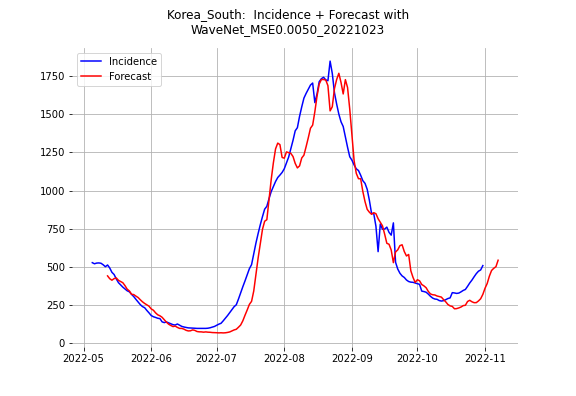 Korea_South:  Incidence + Forecast with
WaveNet_MSE0.0050_20221023
Incidence
Forecast
1750
1500
1250
1000
750
500
250
0
2022-05 2022-06 2022-07 2022-08 2022-09 2022-10 2022-11